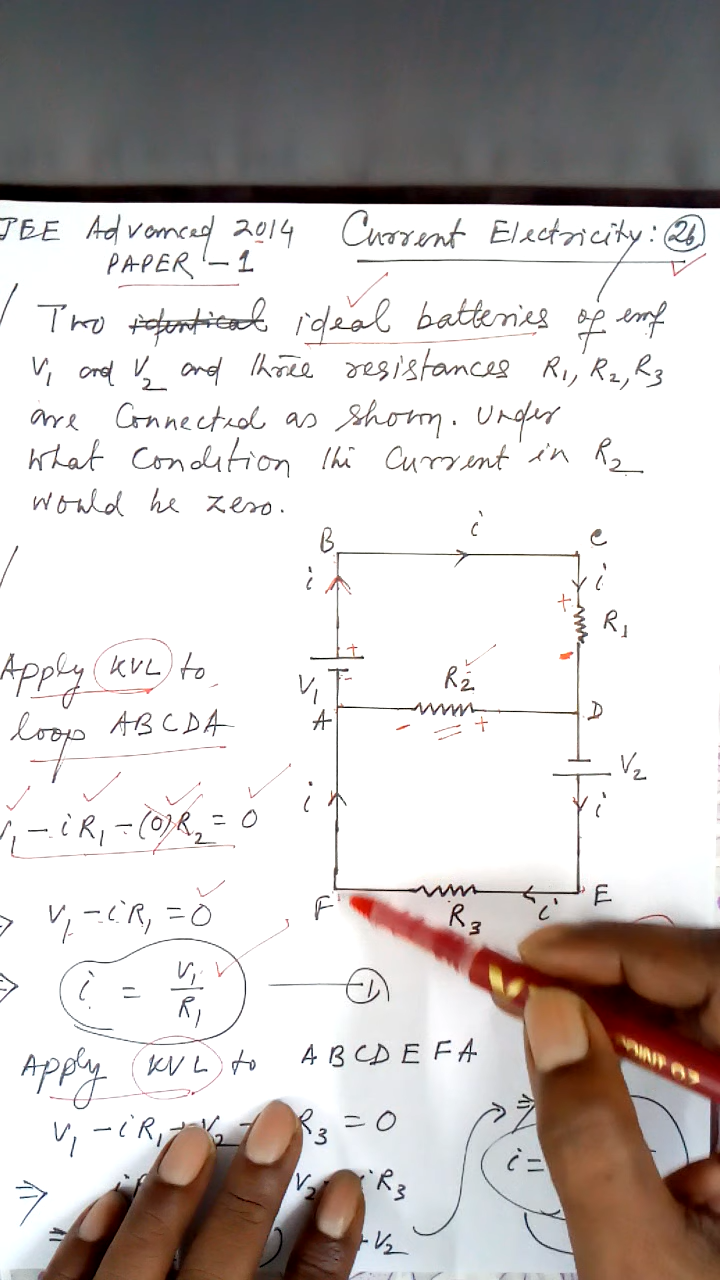 JEE Advanced 2014 Current Electricity: 26
PAPER - 1
Two identical ideal batteries of emf
V1 and V2 and three resistances R1, R2, R3
are Connected as shown. Under
what Condition the Current in R2
would be zero.
B i C
i i
+ R1
+ -
V1 - R2
A - + D
V2
i i
F R3 i E
Apply KVL to
loop ABCDA
V1 - iR1 - (0)R2 = 0
V1 - iR1 = 0
⇒ i = V1/R1 — 1
Apply KVL to ABCDEFA
V1 - iR1 + V2 - R3 = 0
⇒ V2 iR3
+ V2
⇒ i =